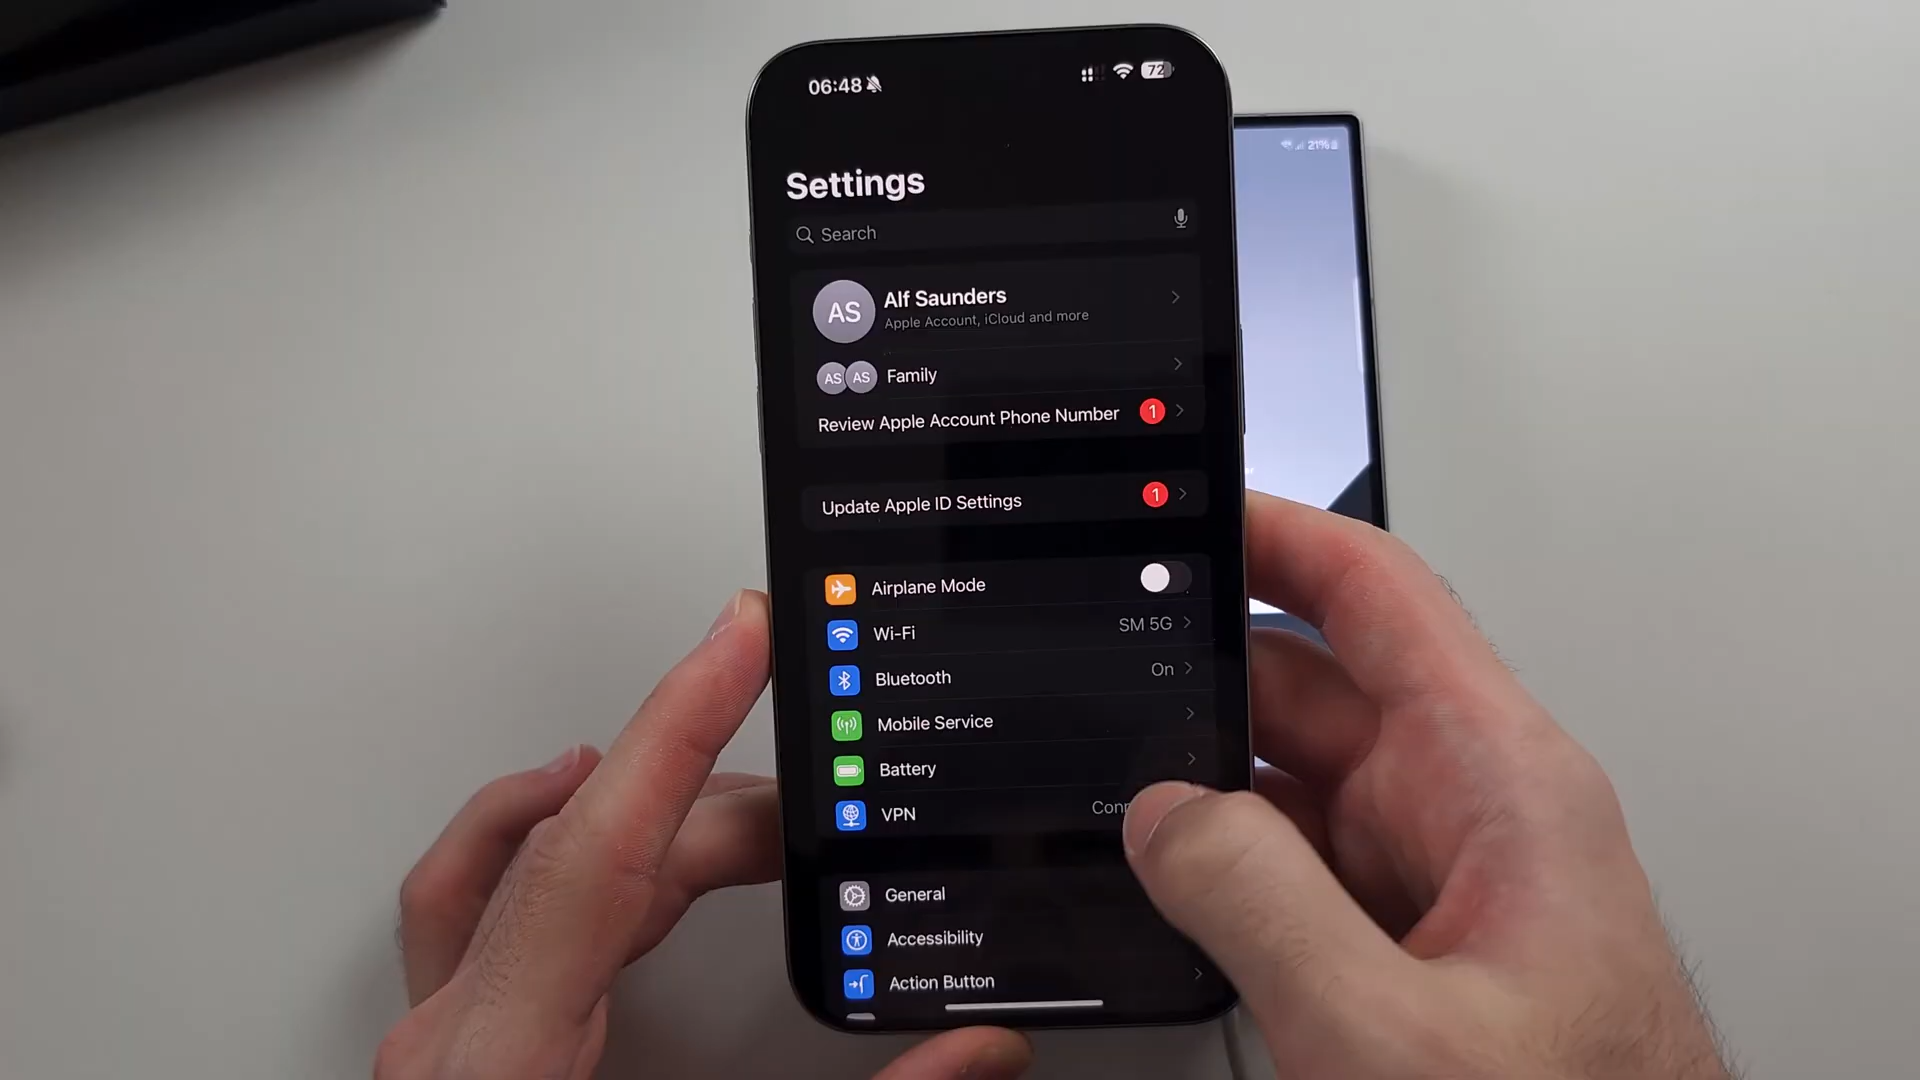 06:48
72
21%
Settings
Search
AS
Alf Saunders
Apple Account, iCloud and more
AS AS Family
Review Apple Account Phone Number 1
Update Apple ID Settings 1
Airplane Mode
Wi-Fi SM 5G
Bluetooth On
Mobile Service
Battery
VPN
General
Accessibility
Action Button